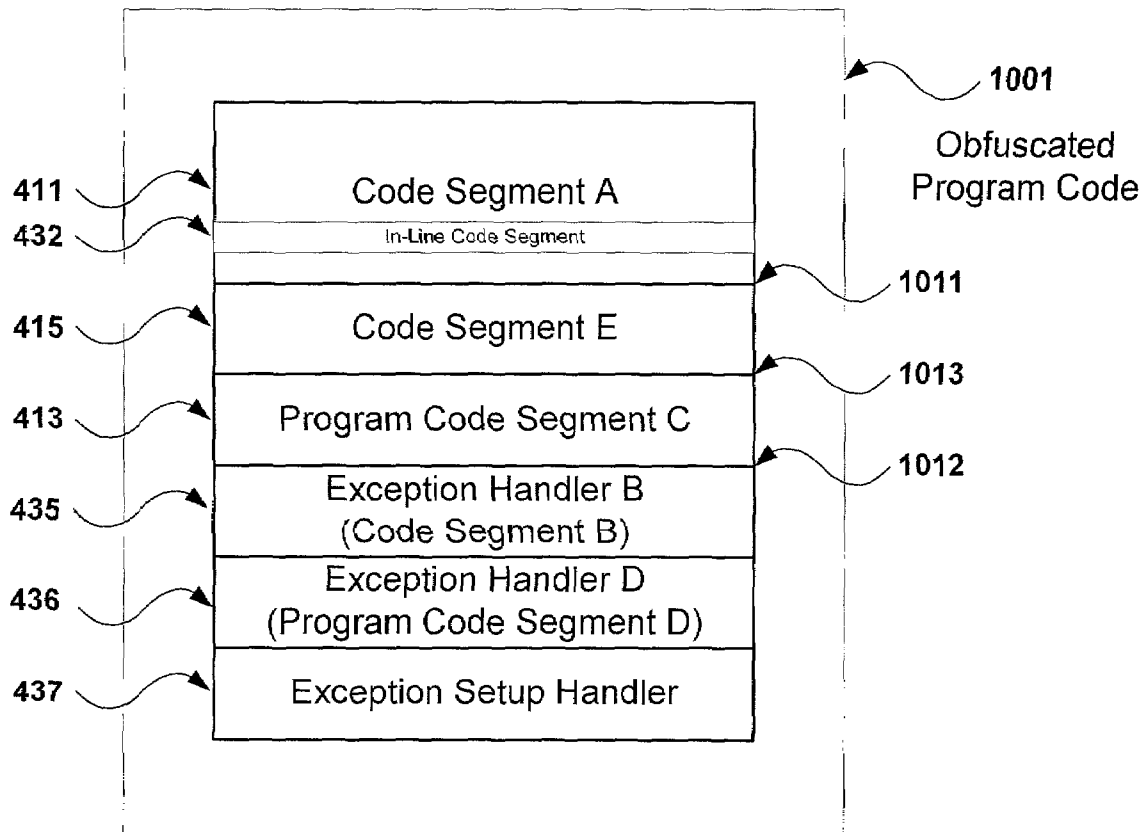 1001
Obfuscated
Program Code
411
Code Segment A
432
In-Line Code Segment
1011
415
Code Segment E
1013
413
Program Code Segment C
1012
435
Exception Handler B
(Code Segment B)
436
Exception Handler D
(Program Code Segment D)
437
Exception Setup Handler